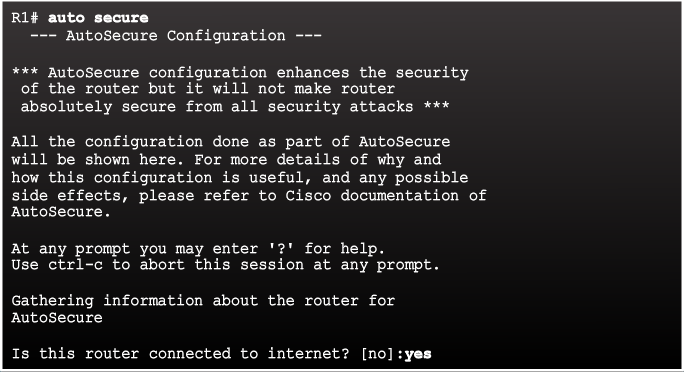 R1# auto secure
--- AutoSecure Configuration ---
*** AutoSecure configuration enhances the security
of the router but it will not make router
absolutely secure from all security attacks ***
All the configuration done as part of AutoSecure
will be shown here. For more details of why and
how this configuration is useful, and any possible
side effects, please refer to Cisco documentation of
AutoSecure.
At any prompt you may enter '?' for help.
Use ctrl-c to abort this session at any prompt.
Gathering information about the router for
AutoSecure
Is this router connected to internet? [no]:yes